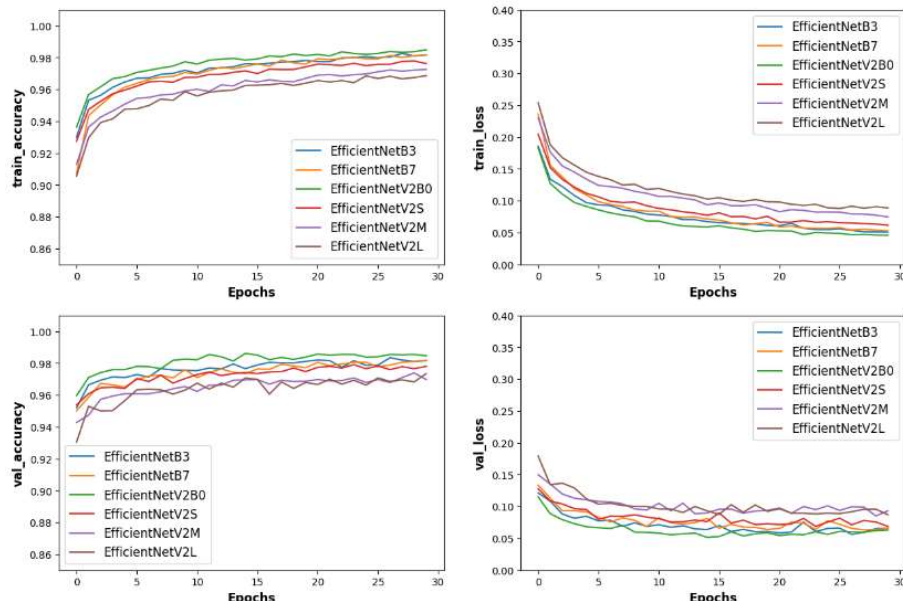 train_accuracy
1.00
0.98
0.96
0.94
0.92
0.90
0.88
0.86
EfficientNetB3
EfficientNetB7
EfficientNetV2B0
EfficientNetV2S
EfficientNetV2M
EfficientNetV2L
0 5 10 15 20 25 30
Epochs
train_loss
0.40
0.35
0.30
0.25
0.20
0.15
0.10
0.05
0.00
EfficientNetB3
EfficientNetB7
EfficientNetV2B0
EfficientNetV2S
EfficientNetV2M
EfficientNetV2L
0 5 10 15 20 25 30
Epochs
val_accuracy
1.00
0.98
0.96
0.94
0.92
0.90
0.88
0.86
EfficientNetB3
EfficientNetB7
EfficientNetV2B0
EfficientNetV2S
EfficientNetV2M
EfficientNetV2L
0 5 10 15 20 25 30
Epochs
val_loss
0.40
0.35
0.30
0.25
0.20
0.15
0.10
0.05
0.00
EfficientNetB3
EfficientNetB7
EfficientNetV2B0
EfficientNetV2S
EfficientNetV2M
EfficientNetV2L
0 5 10 15 20 25 30
Epochs